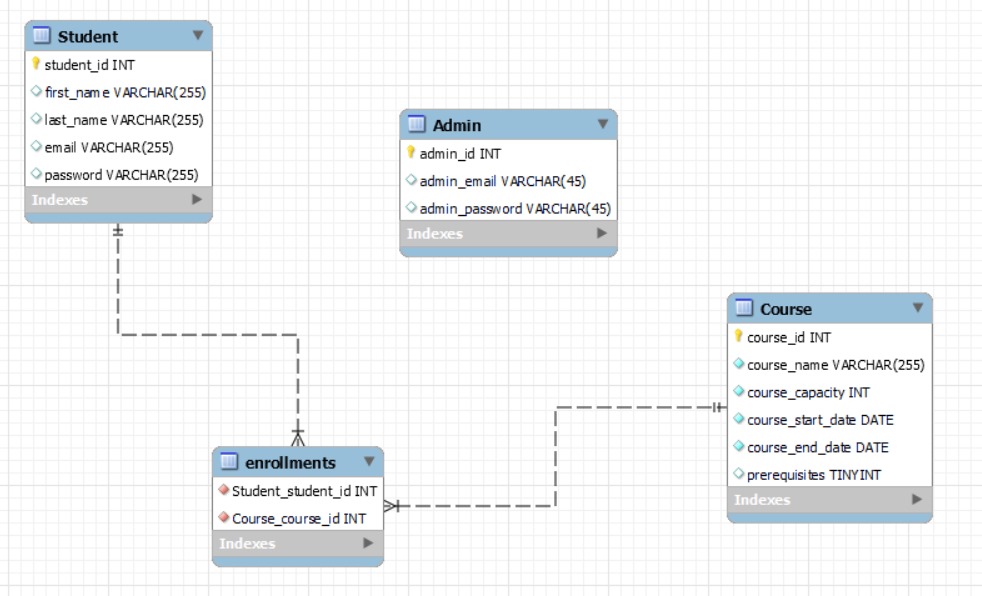 Student
student_id INT
first_name VARCHAR(255)
last_name VARCHAR(255)
email VARCHAR(255)
password VARCHAR(255)
Indexes
Admin
admin_id INT
admin_email VARCHAR(45)
admin_password VARCHAR(45)
Indexes
Course
course_id INT
course_name VARCHAR(255)
course_capacity INT
course_start_date DATE
course_end_date DATE
prerequisites TINYINT
Indexes
enrollments
Student_student_id INT
Course_course_id INT
Indexes